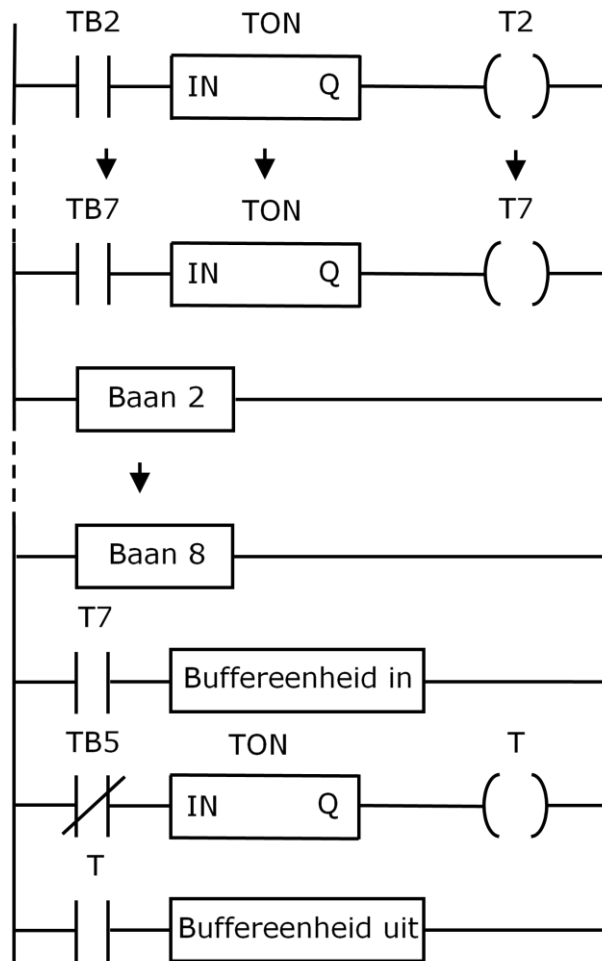 TB2 TON T2
IN Q
TB7 TON T7
IN Q
Baan 2
Baan 8
T7
Buffereenheid in
TB5 TON T
IN Q
T
Buffereenheid uit